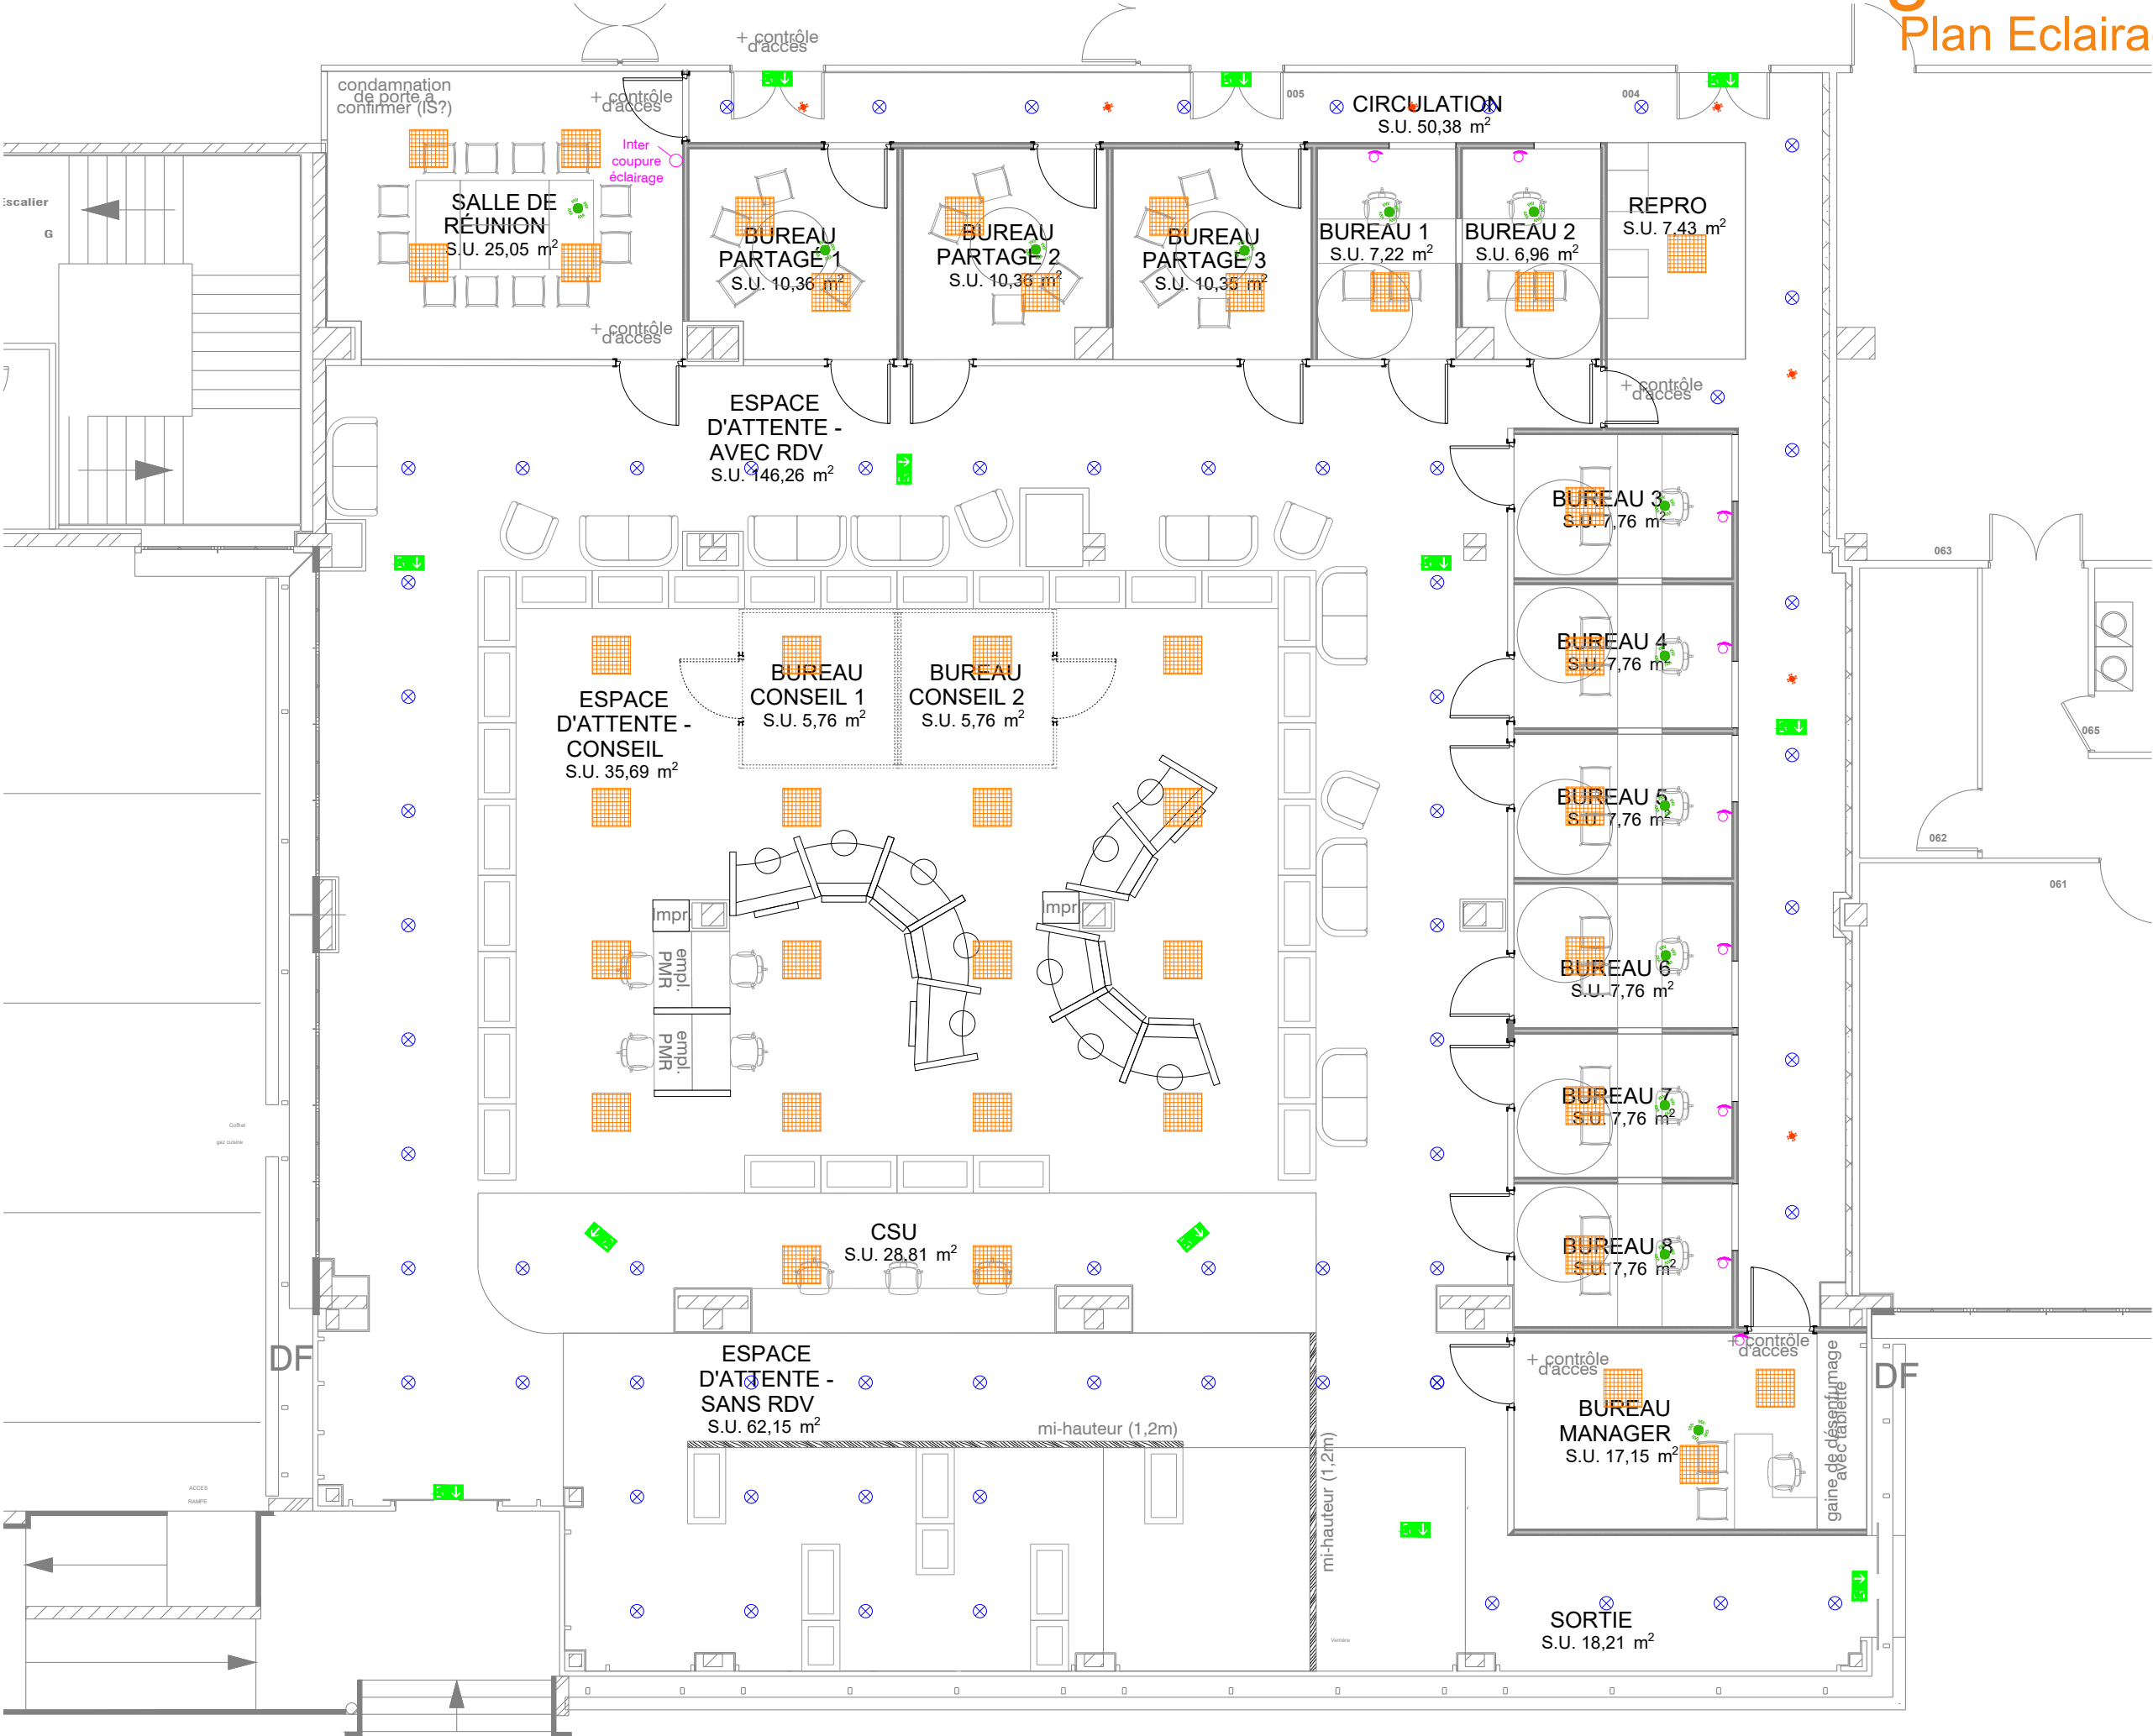 Plan Eclaira
+ contrôle
d'accès
condamnation
de porte à
confirmer (IS?)
+ contrôle
d'accès
005
004
CIRCULATION
S.U. 50,38 m²
Inter
coupure
éclairage
Escalier
G
SALLE DE
RÉUNION
S.U. 25,05 m²
BUREAU
PARTAGÉ 1
S.U. 10,36 m²
BUREAU
PARTAGÉ 2
S.U. 10,36 m²
BUREAU
PARTAGÉ 3
S.U. 10,35 m²
BUREAU 1
S.U. 7,22 m²
BUREAU 2
S.U. 6,96 m²
REPRO
S.U. 7,43 m²
+ contrôle
d'accès
+ contrôle
d'accès
ESPACE
D'ATTENTE -
AVEC RDV
S.U. 146,26 m²
BUREAU 3
S.U. 7,76 m²
063
BUREAU 4
S.U. 7,76 m²
BUREAU
CONSEIL 1
S.U. 5,76 m²
BUREAU
CONSEIL 2
S.U. 5,76 m²
ESPACE
D'ATTENTE -
CONSEIL
S.U. 35,69 m²
065
BUREAU 5
S.U. 7,76 m²
062
061
Impr.
Impr.
empl.
PMR
BUREAU 6
S.U. 7,76 m²
empl.
PMR
BUREAU 7
S.U. 7,76 m²
Coffret
gaz cuisine
CSU
S.U. 28,81 m²
BUREAU 8
S.U. 7,76 m²
DF
ESPACE
D'ATTENTE -
SANS RDV
S.U. 62,15 m²
+ contrôle
d'accès
+ contrôle
d'accès
DF
BUREAU
MANAGER
S.U. 17,15 m²
gaine de désenfumage
avec tablette
mi-hauteur (1,2m)
mi-hauteur (1,2m)
ACCES
RAMPE
SORTIE
S.U. 18,21 m²
Verrière